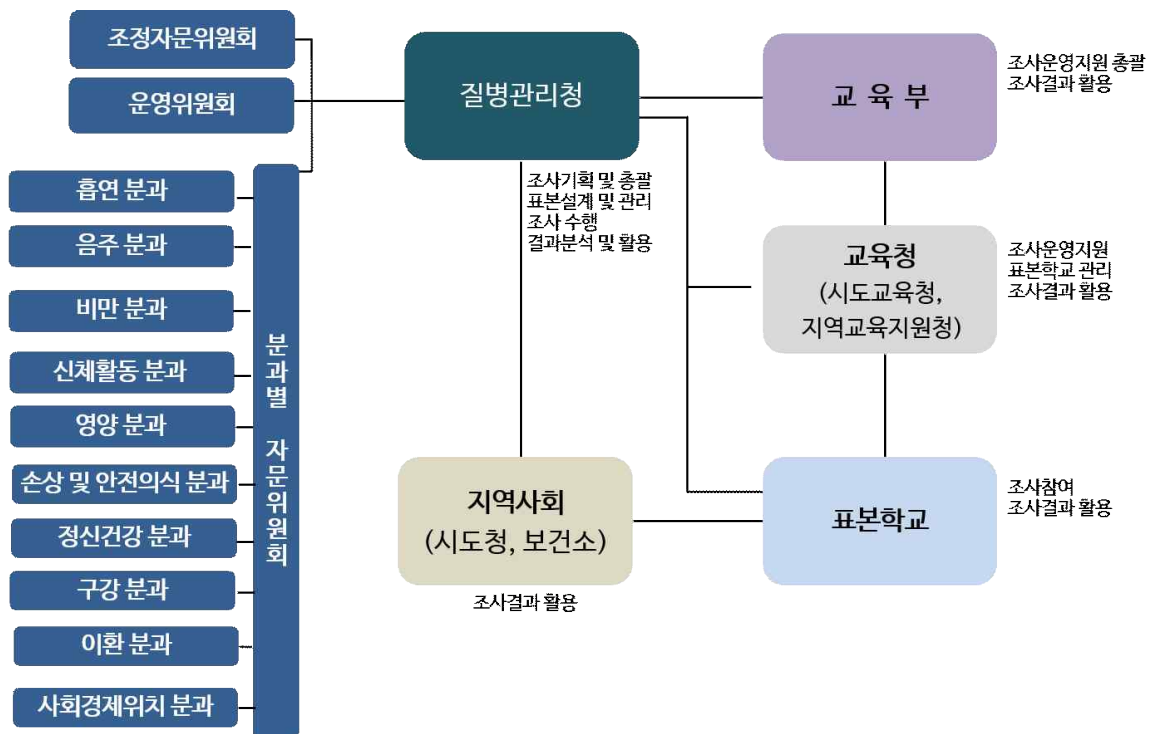 조정자문위원회
운영위원회
흡연 분과
음주 분과
비만 분과
신체활동 분과
영양 분과
손상 및 안전의식 분과
정신건강 분과
구강 분과
이환 분과
사회경제위치 분과
분과별 자문위원회
질병관리청
조사기획 및 총괄
표본설계 및 관리
조사 수행
결과분석 및 활용
교 육 부
조사운영지원 총괄
조사결과 활용
교육청
(시도교육청,
지역교육지원청)
조사운영지원
표본학교 관리
조사결과 활용
지역사회
(시도청, 보건소)
조사결과 활용
표본학교
조사참여
조사결과 활용